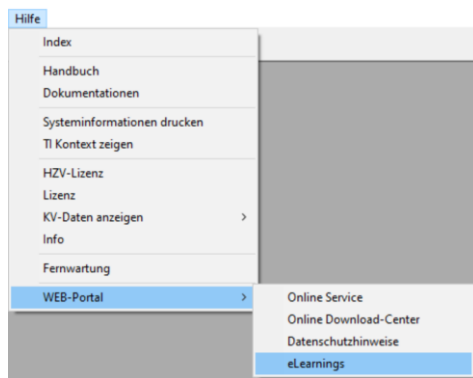 Hilfe
Index
Handbuch
Dokumentationen
Systeminformationen drucken
TI Kontext zeigen
HZV-Lizenz
Lizenz
KV-Daten anzeigen
Info
Fernwartung
WEB-Portal
Online Service
Online Download-Center
Datenschutzhinweise
eLearnings